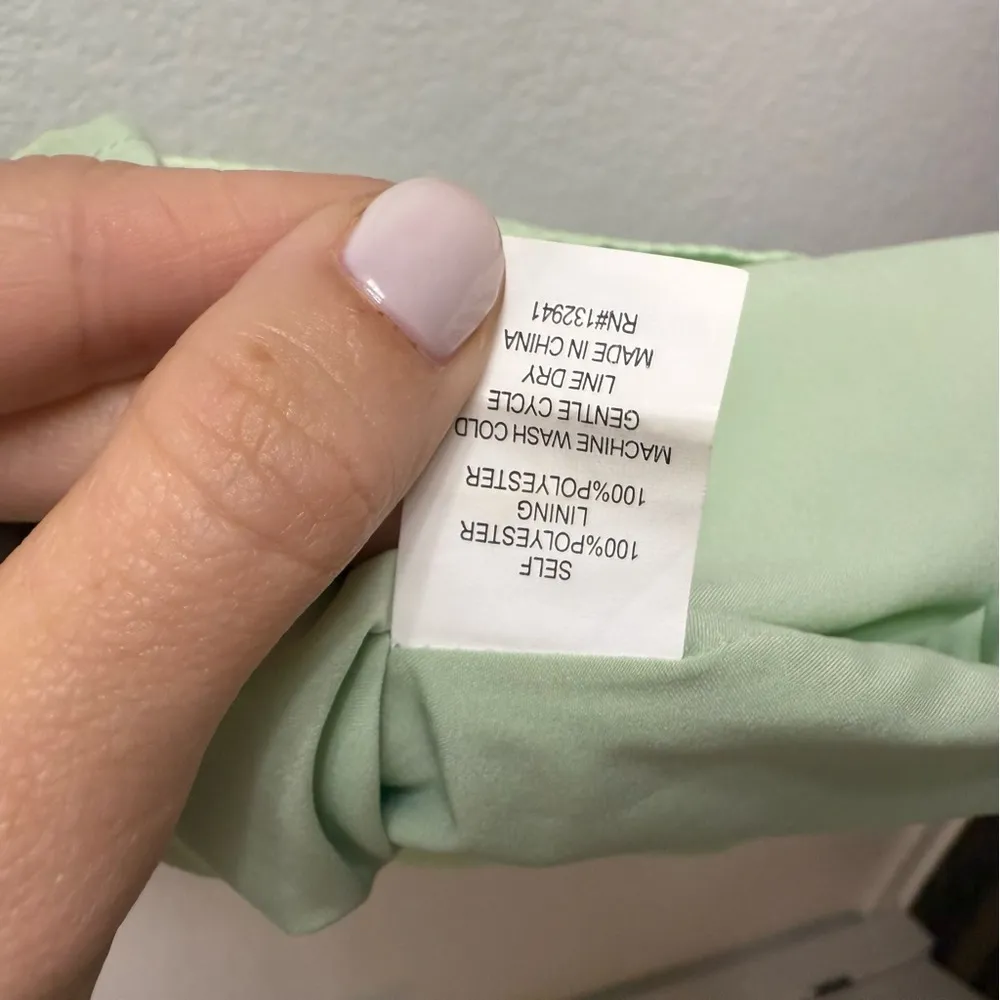 SELF
100%POLYESTER
LINING
100%POLYESTER
MACHINE WASH COLD
GENTLE CYCLE
LINE DRY
MADE IN CHINA
RN#132941